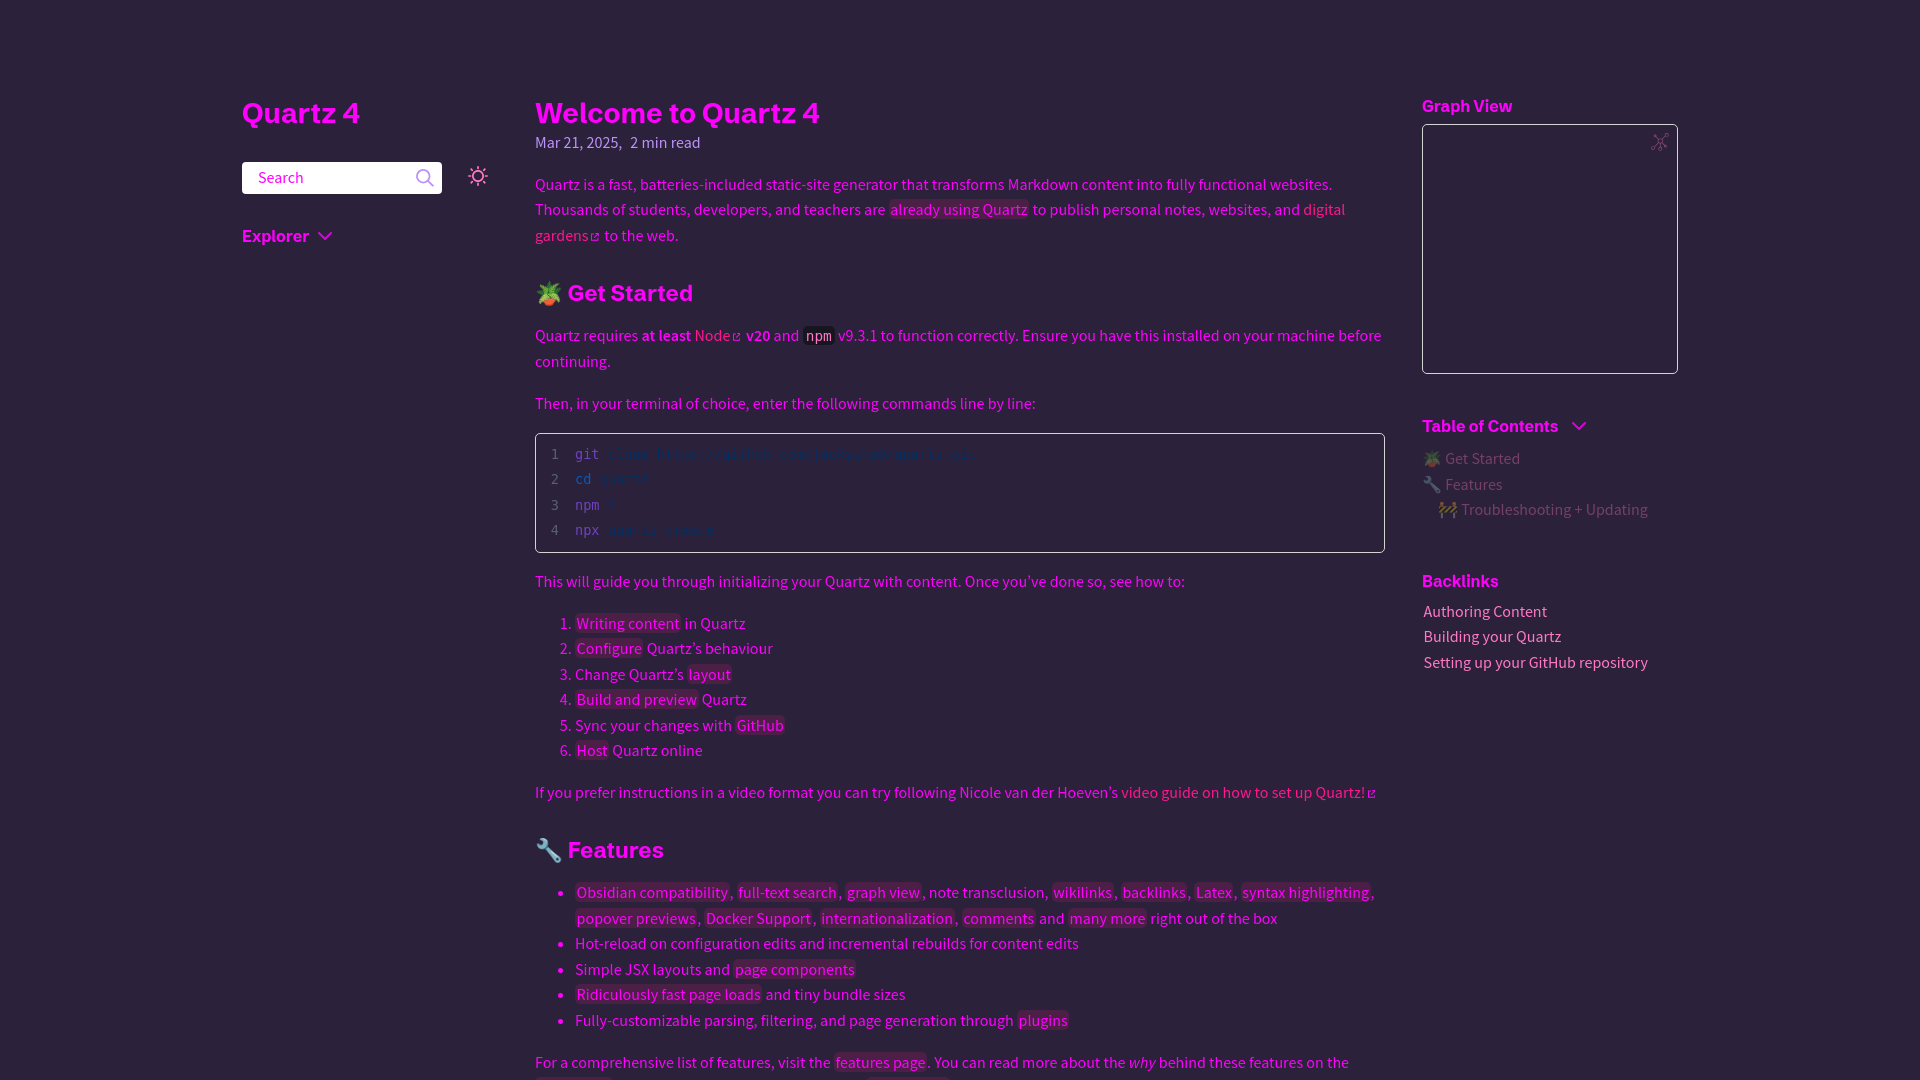 Quartz 4
Search
Explorer
Welcome to Quartz 4
Mar 21, 2025, 2 min read
Quartz is a fast, batteries-included static-site generator that transforms Markdown content into fully functional websites.
Thousands of students, developers, and teachers are already using Quartz to publish personal notes, websites, and digital
gardens to the web.
🪴 Get Started
Quartz requires at least Node v20 and npm v9.3.1 to function correctly. Ensure you have this installed on your machine before
continuing.
Then, in your terminal of choice, enter the following commands line by line:
1 git
2 cd
3 npm
4 npx
This will guide you through initializing your Quartz with content. Once you’ve done so, see how to:
1. Writing content in Quartz
2. Configure Quartz’s behaviour
3. Change Quartz’s layout
4. Build and preview Quartz
5. Sync your changes with GitHub
6. Host Quartz online
If you prefer instructions in a video format you can try following Nicole van der Hoeven’s video guide on how to set up Quartz!
🔧 Features
• Obsidian compatibility, full-text search, graph view, note transclusion, wikilinks, backlinks, Latex, syntax highlighting,
popover previews, Docker Support, internationalization, comments and many more right out of the box
• Hot-reload on configuration edits and incremental rebuilds for content edits
• Simple JSX layouts and page components
• Ridiculously fast page loads and tiny bundle sizes
• Fully-customizable parsing, filtering, and page generation through plugins
For a comprehensive list of features, visit the features page. You can read more about the why behind these features on the
Graph View
Table of Contents
🪴 Get Started
🔧 Features
🚧 Troubleshooting + Updating
Backlinks
Authoring Content
Building your Quartz
Setting up your GitHub repository